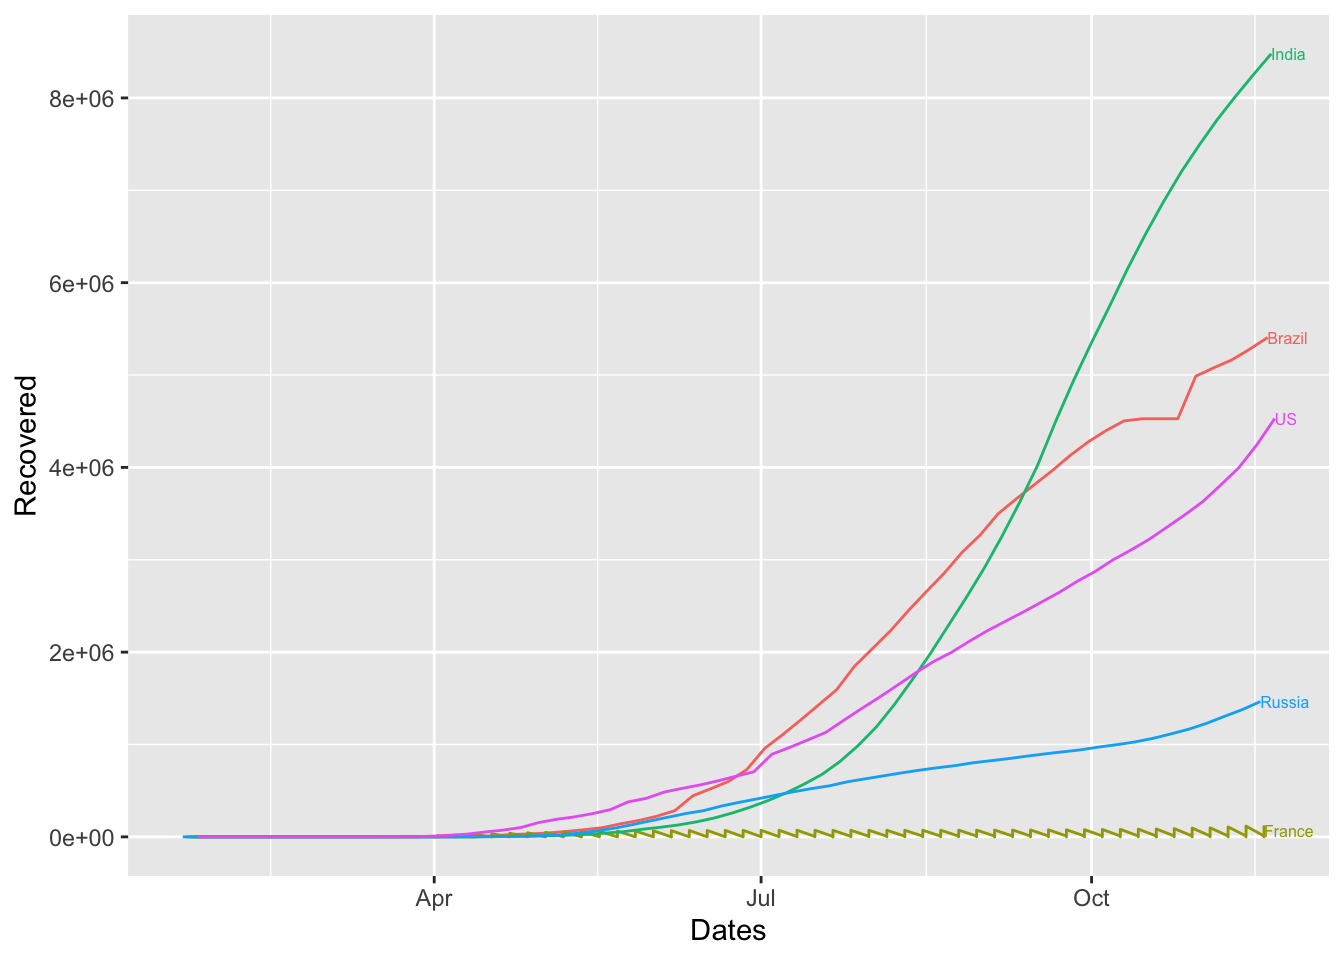 Recovered
8e+06
6e+06
4e+06
2e+06
0e+00
India
Brazil
US
Russia
France
Apr
Jul
Oct
Dates